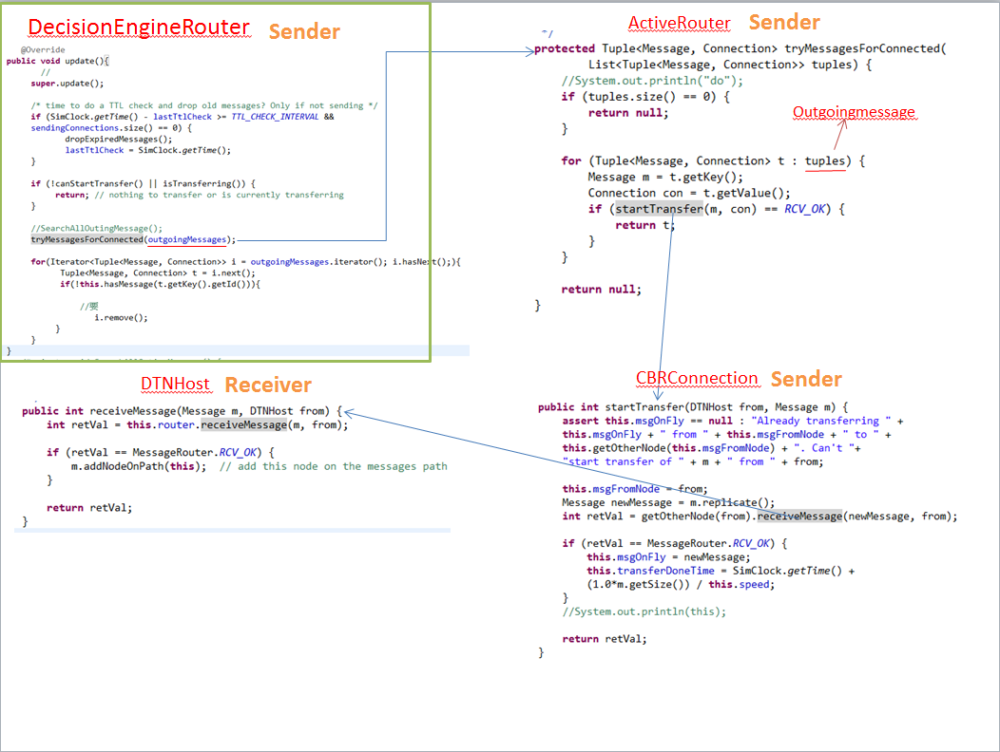 DecisionEngineRouter Sender
@Override
public void update(){
//
super.update();
/* time to do a TTL check and drop old messages? Only if not sending */
if (SimClock.getTime() - lastTtlCheck >= TTL_CHECK_INTERVAL &&
sendingConnections.size() == 0) {
dropExpiredMessages();
lastTtlCheck = SimClock.getTime();
}
if (!canStartTransfer() || isTransferring()) {
return; // nothing to transfer or is currently transferring
}
//SearchAllOutingMessage();
tryMessagesForConnected(outgoingMessages);
for(Iterator<Tuple<Message, Connection>> i = outgoingMessages.iterator(); i.hasNext();){
Tuple<Message, Connection> t = i.next();
if(!this.hasMessage(t.getKey().getId())){
//要
i.remove();
}
}
}
ActiveRouter Sender
*/
protected Tuple<Message, Connection> tryMessagesForConnected(
List<Tuple<Message, Connection>> tuples) {
//System.out.println("do");
if (tuples.size() == 0) {
return null;
}
Outgoingmessage
for (Tuple<Message, Connection> t : tuples) {
Message m = t.getKey();
Connection con = t.getValue();
if (startTransfer(m, con) == RCV_OK) {
return t;
}
}
return null;
}
DTNHost Receiver
public int receiveMessage(Message m, DTNHost from) {
int retVal = this.router.receiveMessage(m, from);
if (retVal == MessageRouter.RCV_OK) {
m.addNodeOnPath(this); // add this node on the messages path
}
return retVal;
}
CBRConnection Sender
public int startTransfer(DTNHost from, Message m) {
assert this.msgOnFly == null : "Already transferring " +
this.msgOnFly + " from " + this.msgFromNode + " to " +
this.getOtherNode(this.msgFromNode) + ". Can't "+
"start transfer of " + m + " from " + from;
this.msgFromNode = from;
Message newMessage = m.replicate();
int retVal = getOtherNode(from).receiveMessage(newMessage, from);
if (retVal == MessageRouter.RCV_OK) {
this.msgOnFly = newMessage;
this.transferDoneTime = SimClock.getTime() +
(1.0*m.getSize()) / this.speed;
}
//System.out.println(this);
return retVal;
}